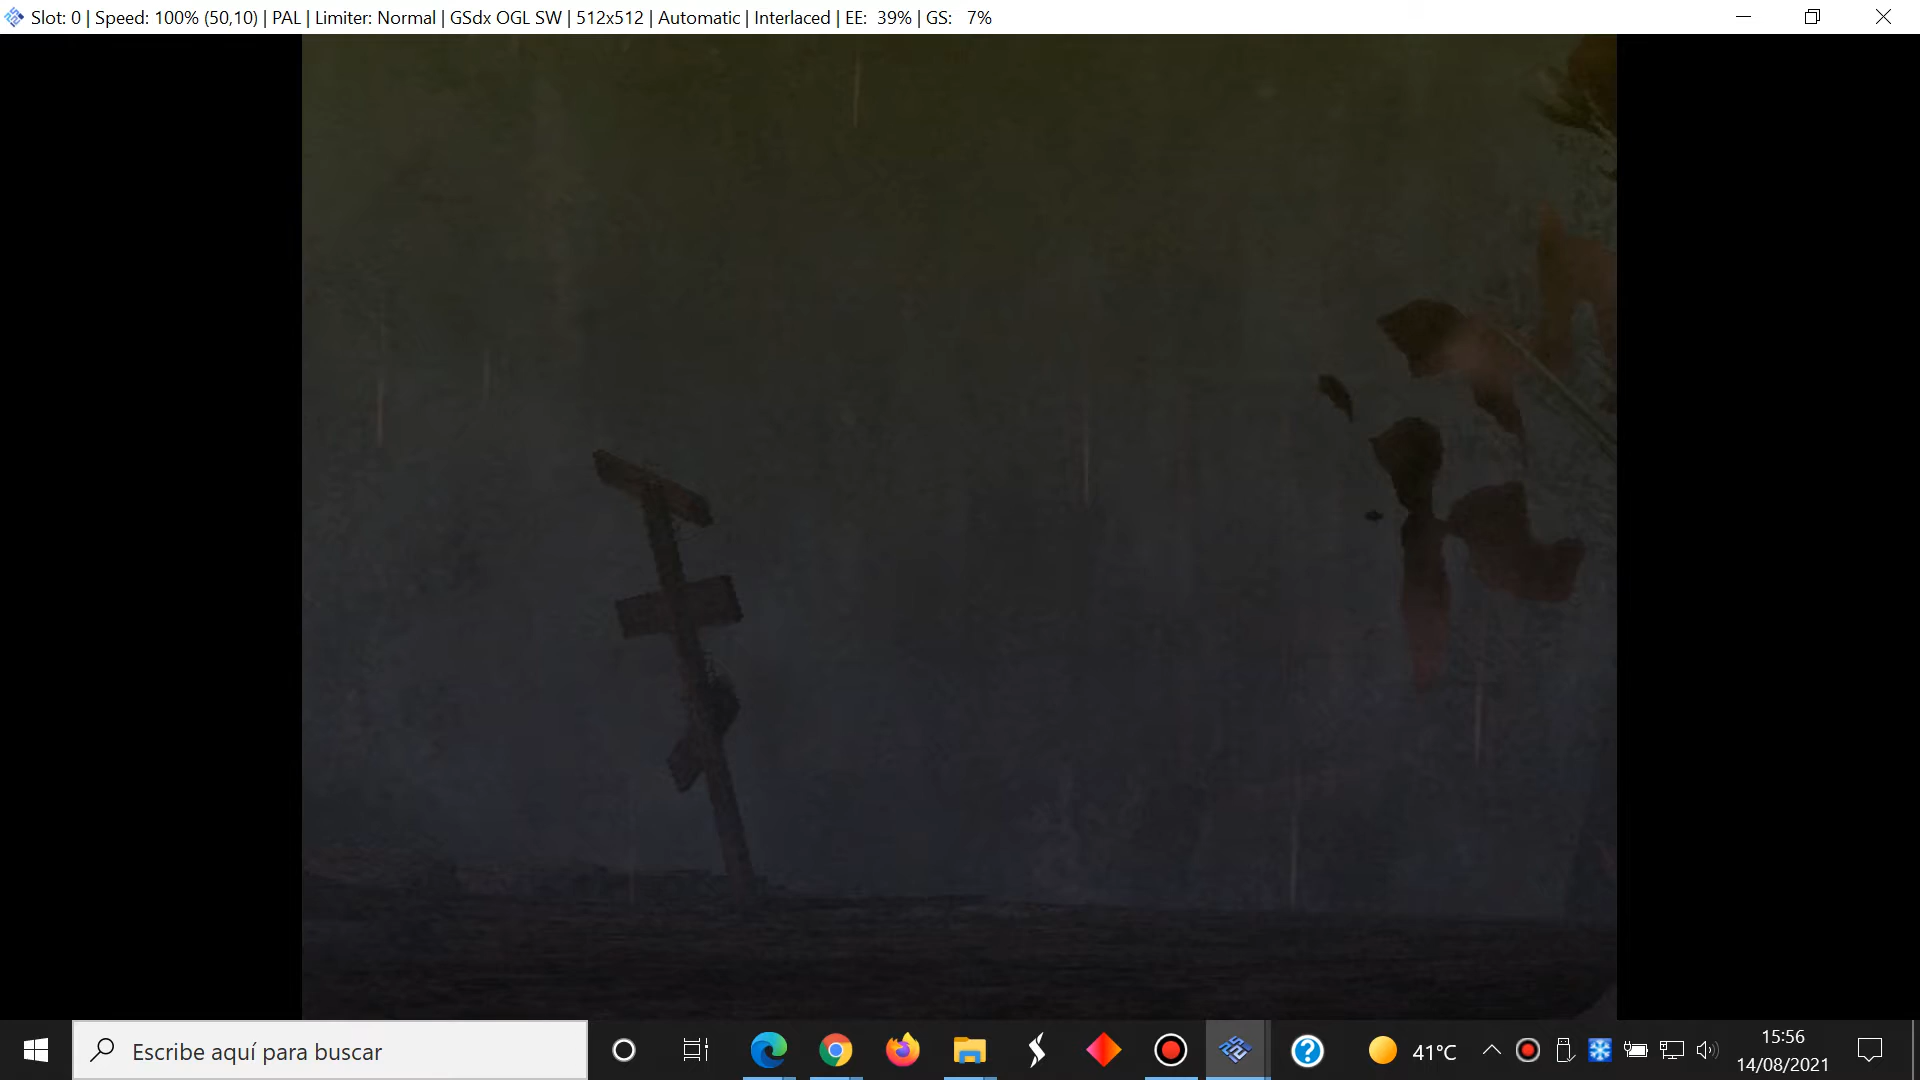 Slot: 0 | Speed: 100% (50,10) | PAL | Limiter: Normal | GSdx OGL SW | 512x512 | Automatic | Interlaced | EE:  39% | GS:   7%
Escribe aquí para buscar
41°C
15:56
14/08/2021